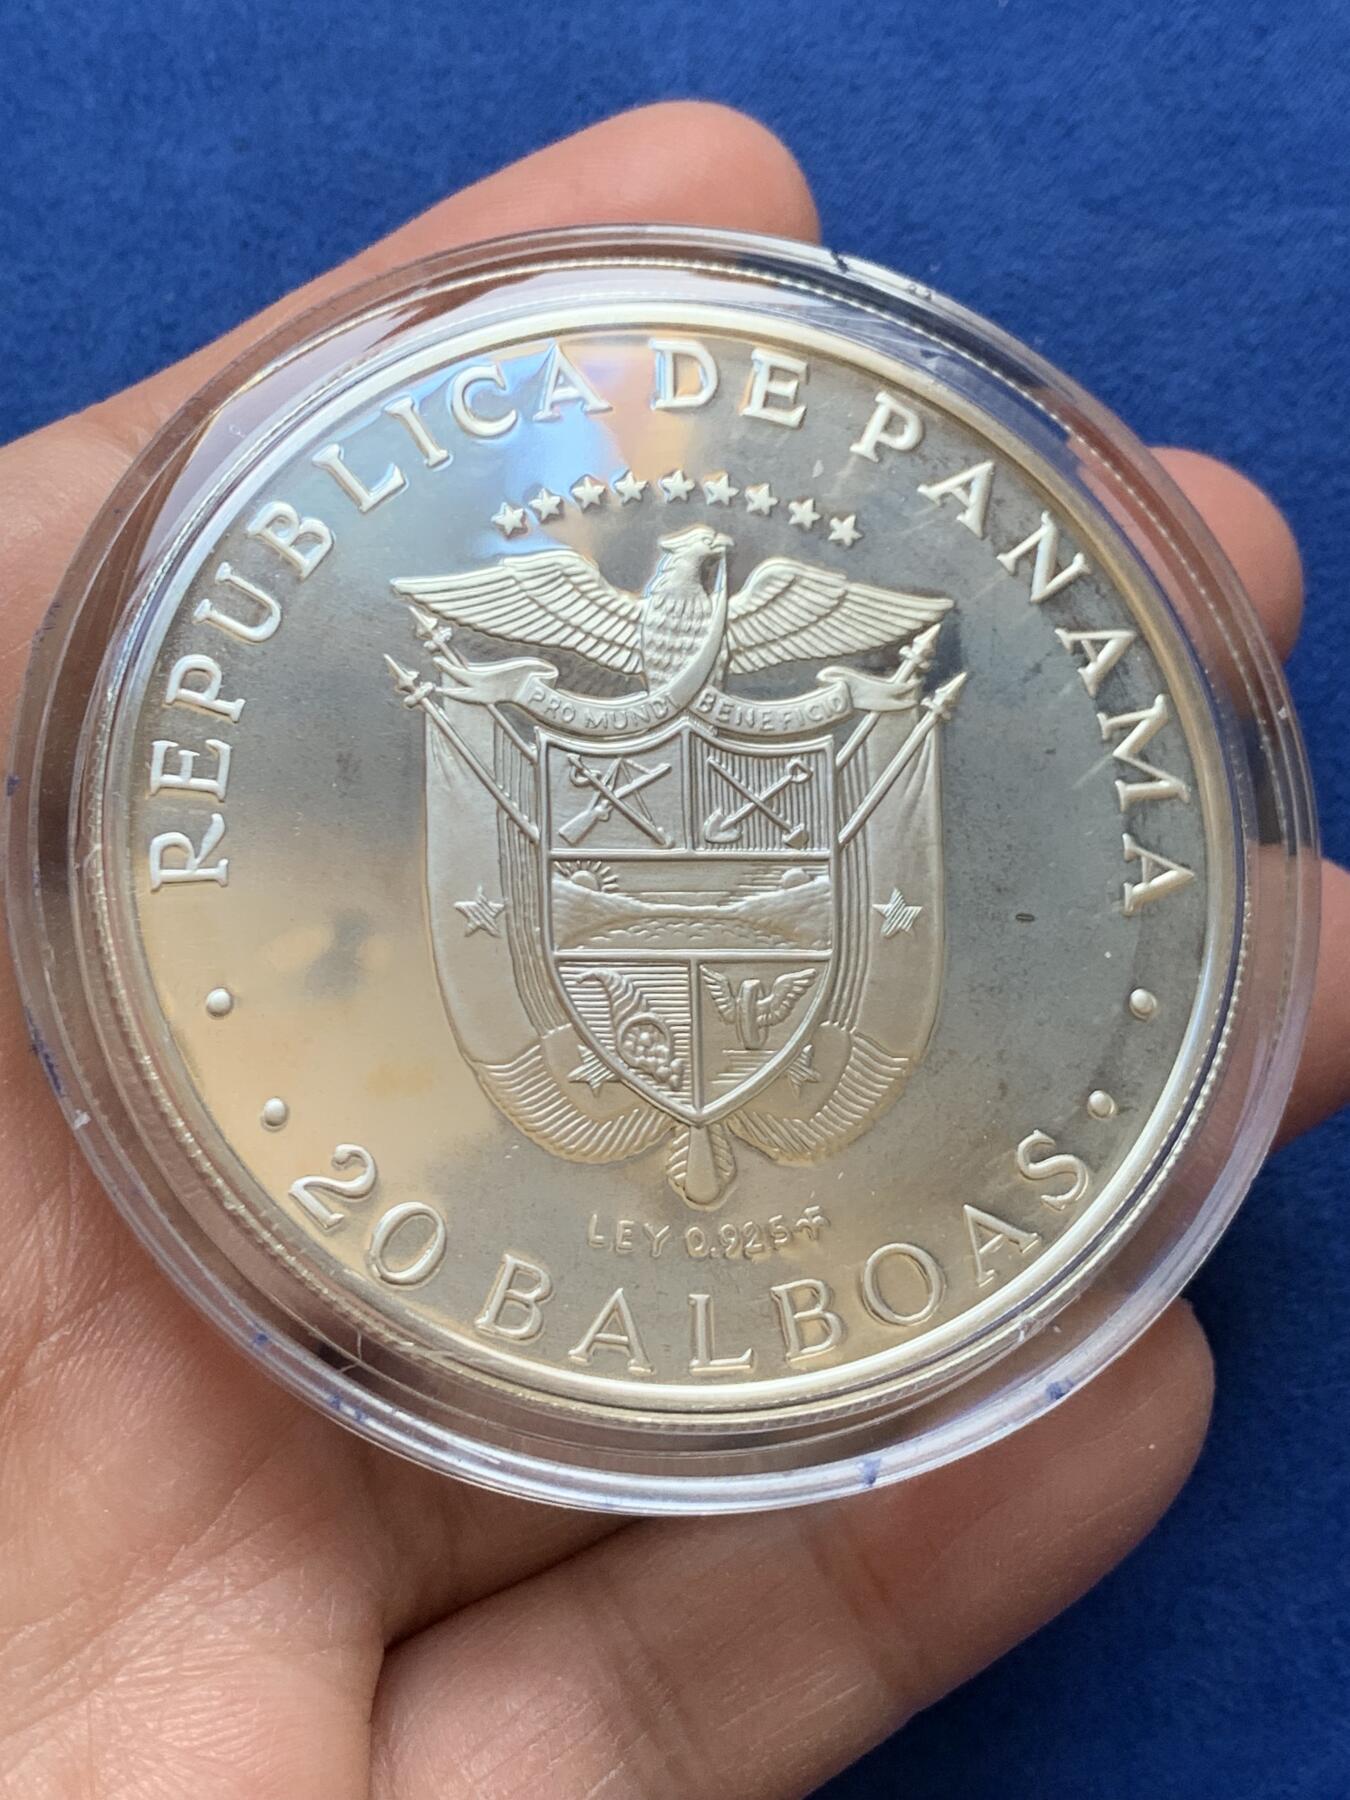 REPUBLICA DE PANAMA
PRO MUNDI BENEFICIO
LEY 0.925
20 BALBOAS